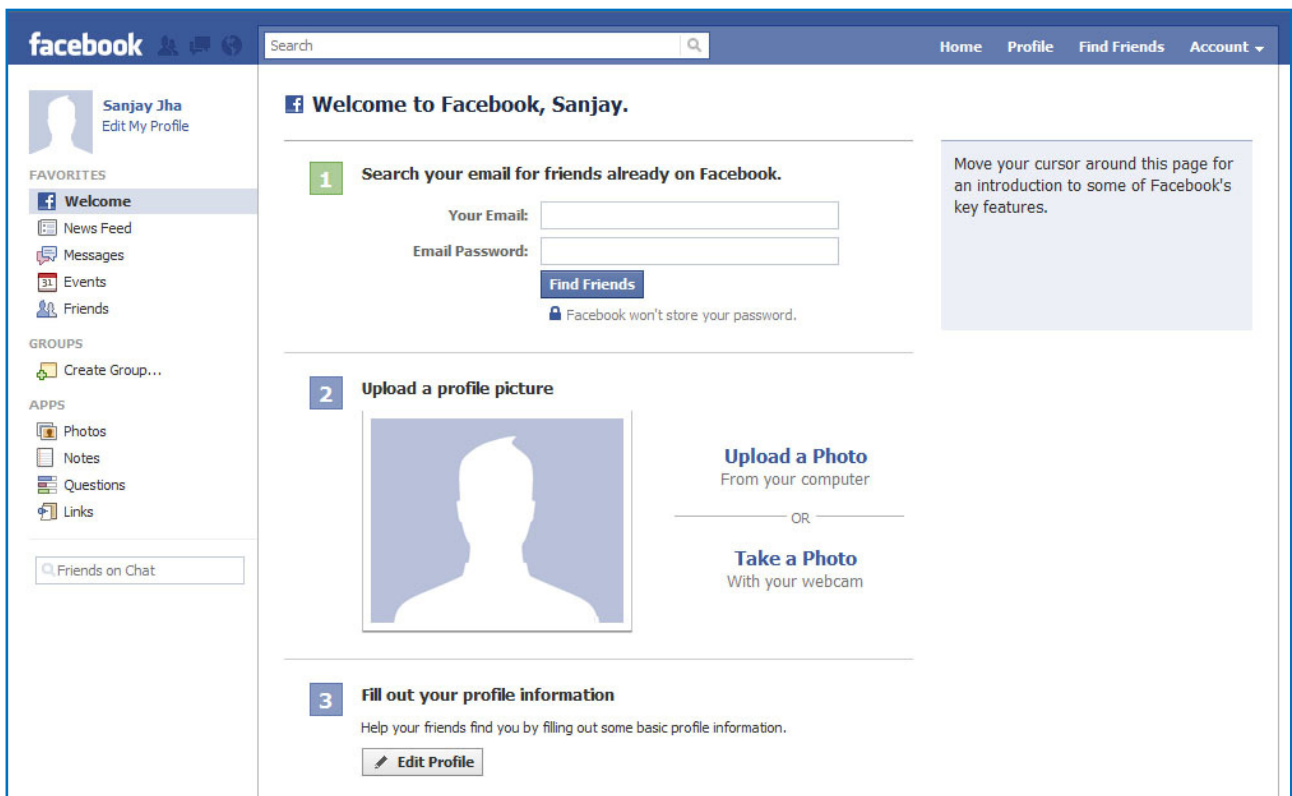 facebook
Search
Home Profile Find Friends Account
Sanjay Jha
Edit My Profile
FAVORITES
Welcome
News Feed
Messages
31 Events
Friends
GROUPS
Create Group...
APPS
Photos
Notes
Questions
Links
Friends on Chat
f Welcome to Facebook, Sanjay.
1 Search your email for friends already on Facebook.
Your Email:
Email Password:
Find Friends
Facebook won't store your password.
2 Upload a profile picture
Upload a Photo
From your computer
OR
Take a Photo
With your webcam
3 Fill out your profile information
Help your friends find you by filling out some basic profile information.
Edit Profile
Move your cursor around this page for
an introduction to some of Facebook's
key features.